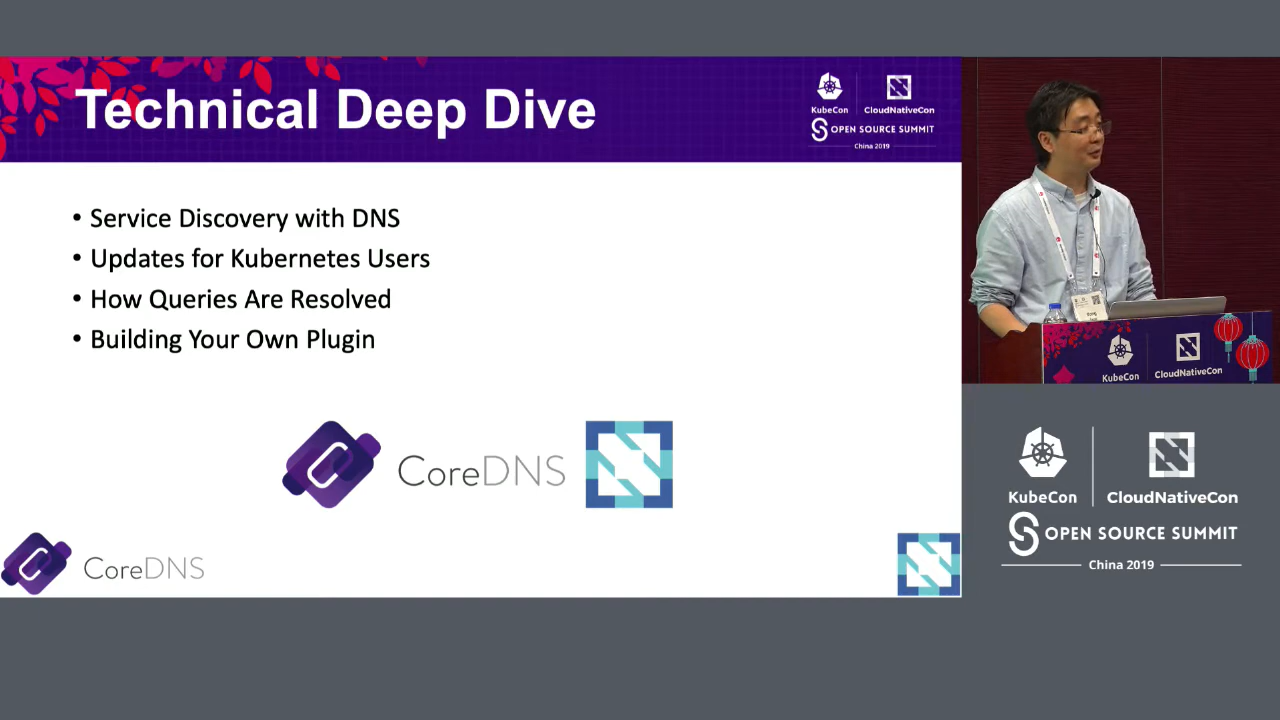 Technical Deep Dive
KubeCon
CloudNativeCon
OPEN SOURCE SUMMIT
China 2019
• Service Discovery with DNS
• Updates for Kubernetes Users
• How Queries Are Resolved
• Building Your Own Plugin
CoreDNS
CoreDNS
KubeCon
CloudNativeCon
KubeCon
CloudNativeCon
OPEN SOURCE SUMMIT
China 2019